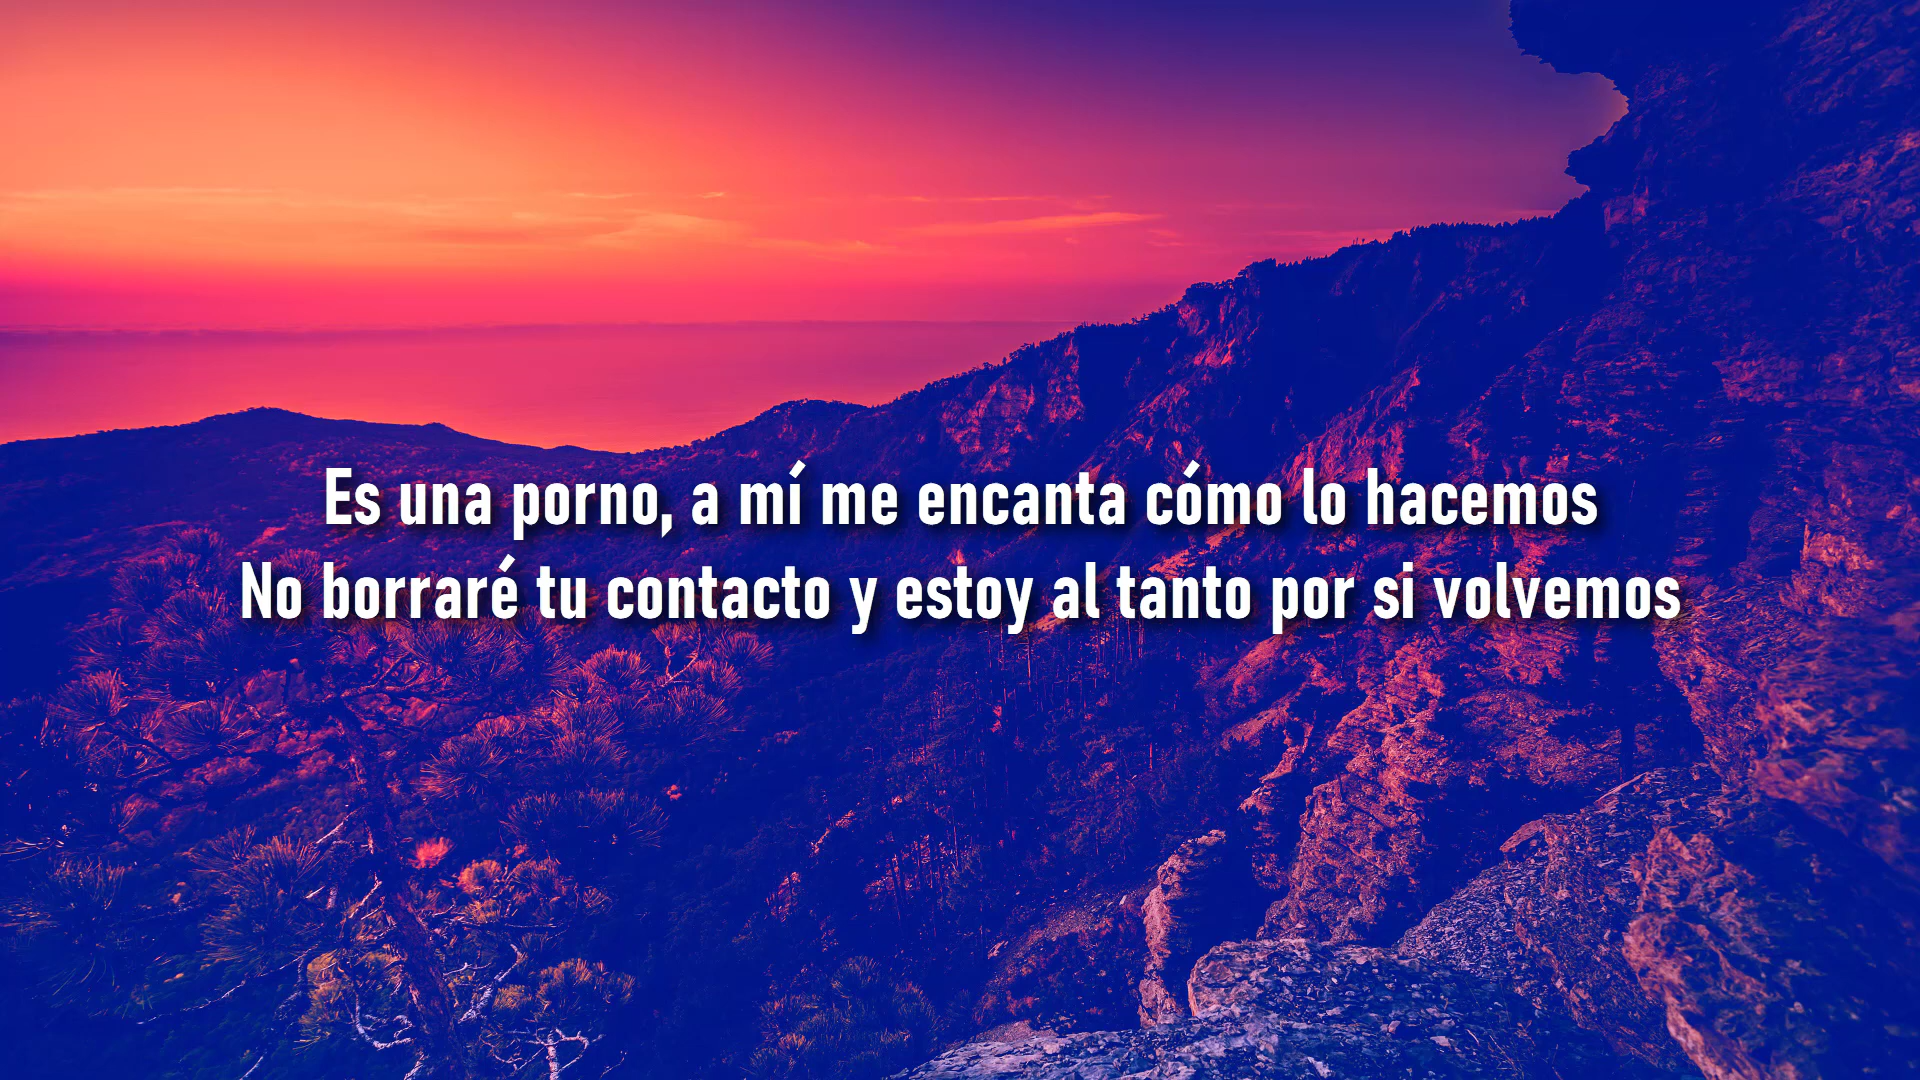 Es una porno, a mí me encanta cómo lo hacemos
No borraré tu contacto y estoy al tanto por si volvemos